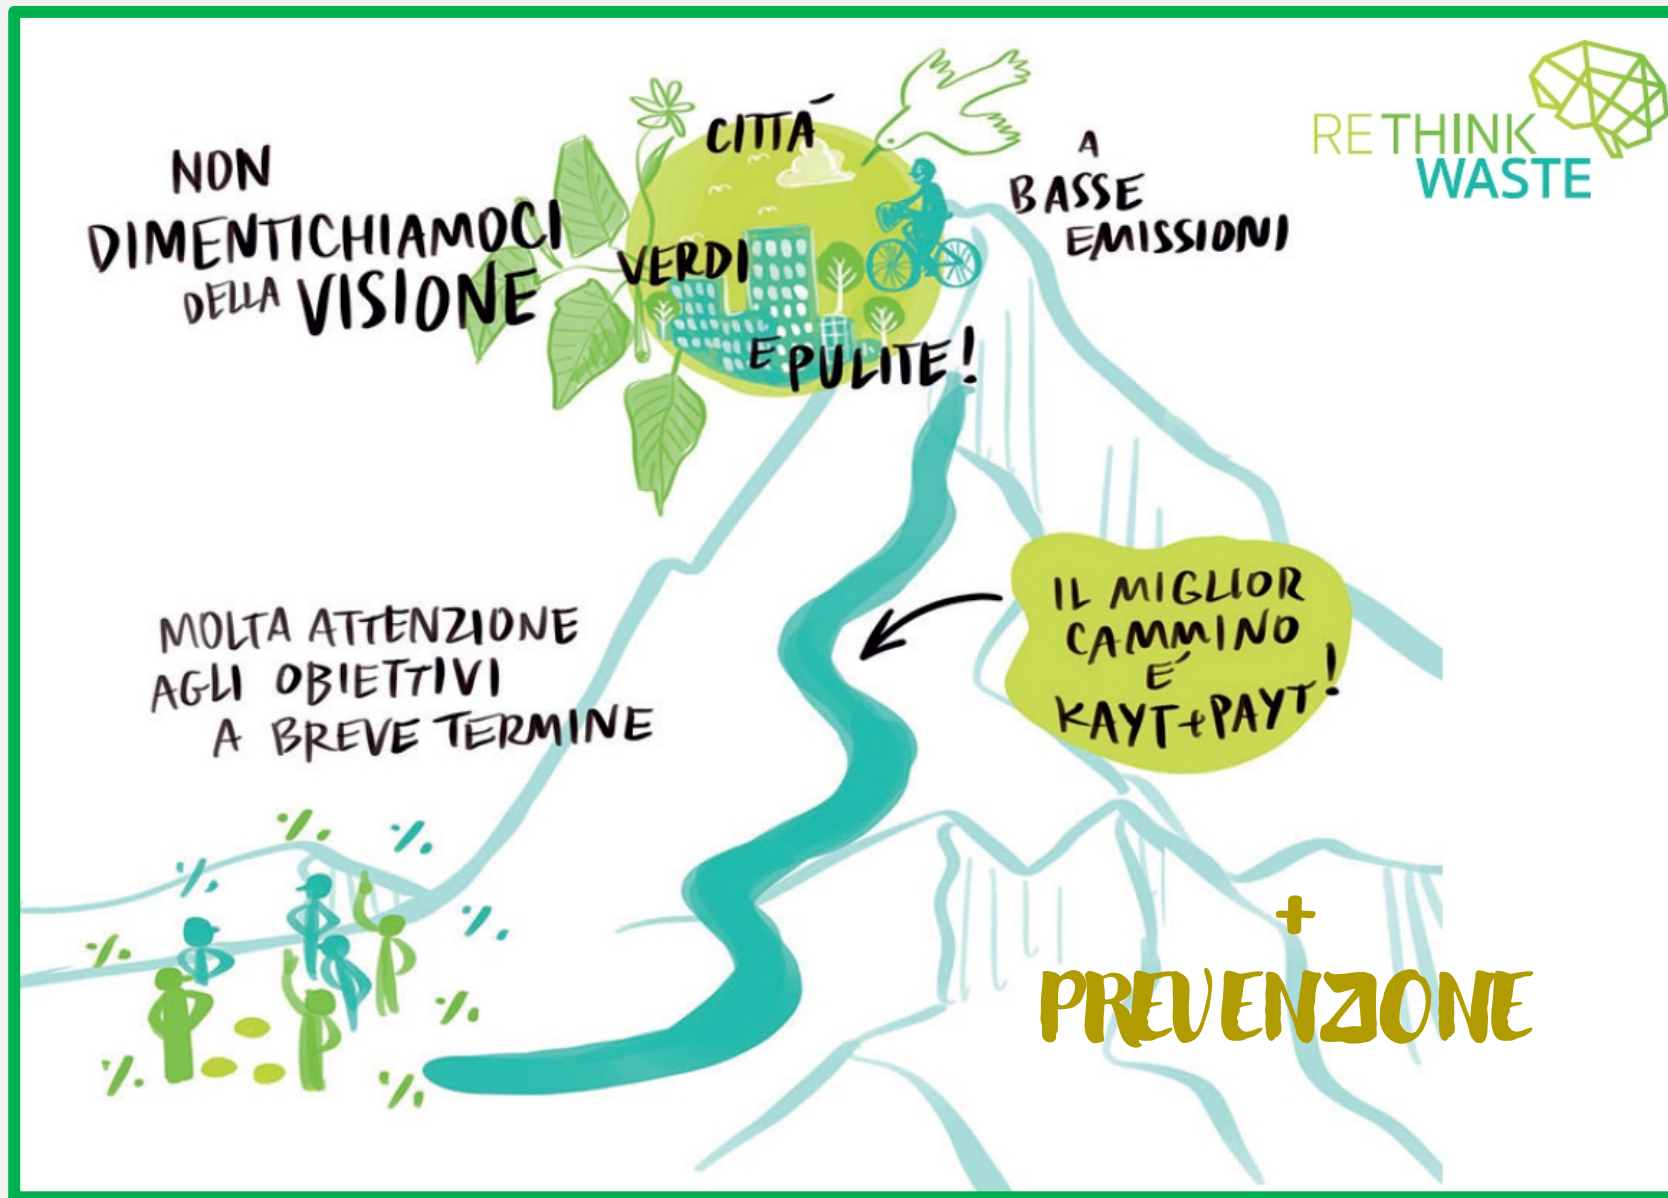 NON
DIMENTICHIAMOCI
DELLA VISIONE
CITTÁ
VERDI
E PULITE!
A
BASSE
EMISSIONI
RETHINK
WASTE
MOLTA ATTENZIONE
AGLI OBIETTIVI
A BREVE TERMINE
IL MIGLIOR
CAMMINO
É
KAYT+PAYT!
%
%
%
%
%
%
%
%
+
PREVENZIONE